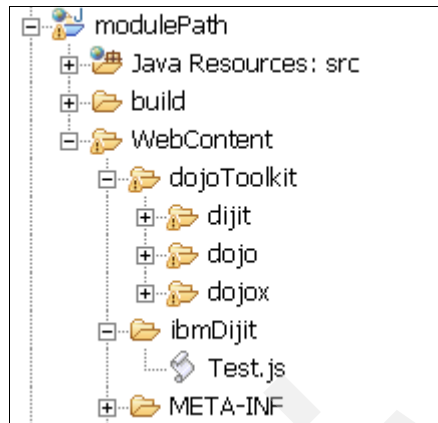 modulePath
Java Resources: src
build
WebContent
dojoToolkit
dijit
dojo
dojox
ibmDijit
Test.js
META-INF